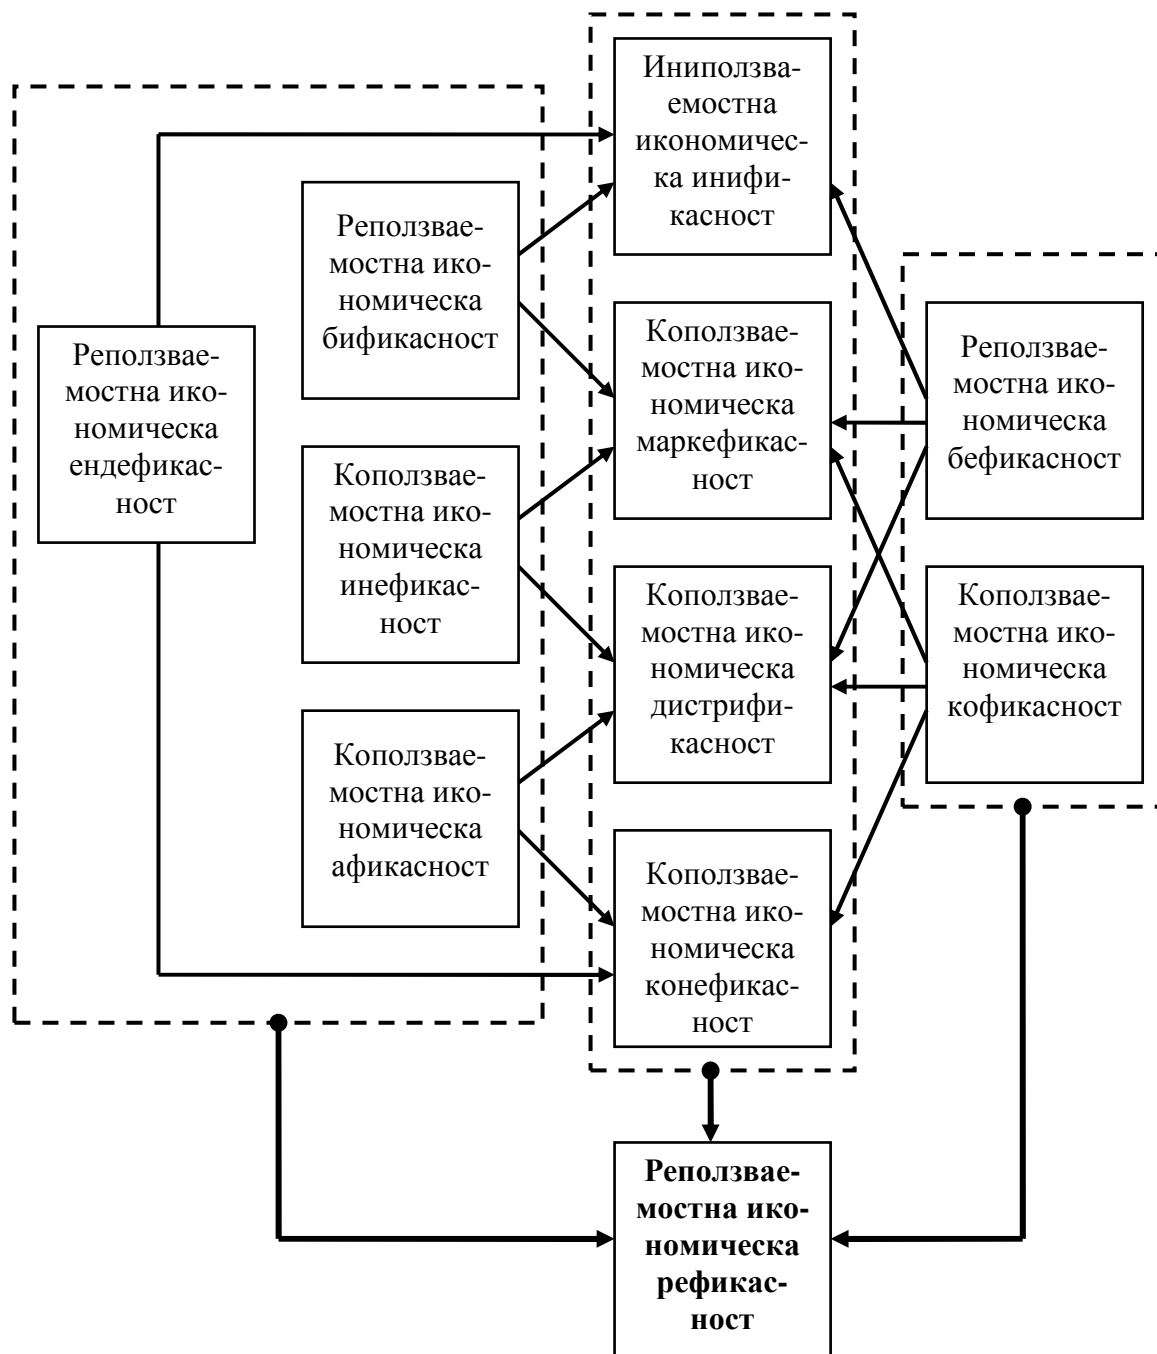 Иниползва-
емостна
икономичес-
ка инифи-
касност
Реползвае-
мостна ико-
номическа
бификасност
Реползвае-
мостна ико-
номическа
ендефикас-
ност
Коползвае-
мостна ико-
номическа
маркефикас-
ност
Реползвае-
мостна ико-
номическа
бефикасност
Коползвае-
мостна ико-
номическа
инефикас-
ност
Коползвае-
мостна ико-
номическа
дистрифи-
касност
Коползвае-
мостна ико-
номическа
кофикасност
Коползвае-
мостна ико-
номическа
афикасност
Коползвае-
мостна ико-
номическа
конефикас-
ност
Реползвае-
мостна ико-
номическа
рефикас-
ност